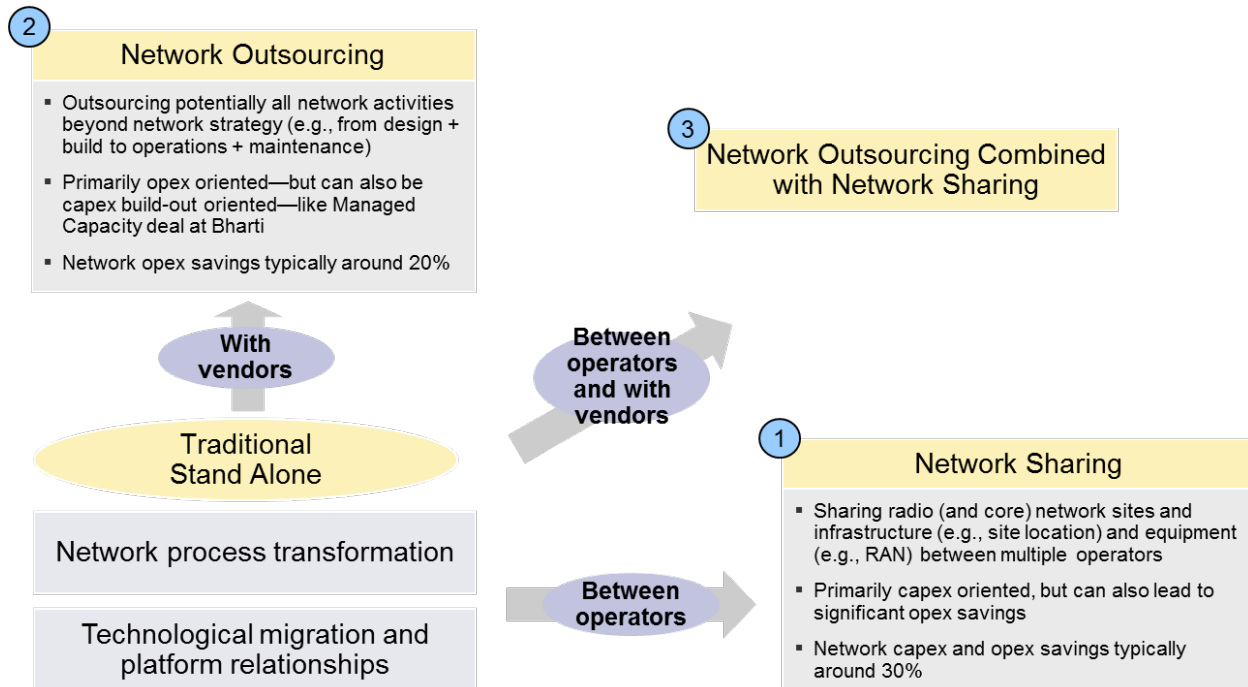 2
Network Outsourcing
▪ Outsourcing potentially all network activities
beyond network strategy (e.g., from design +
build to operations + maintenance)
▪ Primarily opex oriented—but can also be
capex build-out oriented—like Managed
Capacity deal at Bharti
▪ Network opex savings typically around 20%
3
Network Outsourcing Combined
with Network Sharing
With
vendors
Between
operators
and with
vendors
Traditional
Stand Alone
Network process transformation
Technological migration and
platform relationships
Between
operators
1
Network Sharing
▪ Sharing radio (and core) network sites and
infrastructure (e.g., site location) and equipment
(e.g., RAN) between multiple operators
▪ Primarily capex oriented, but can also lead to
significant opex savings
▪ Network capex and opex savings typically
around 30%